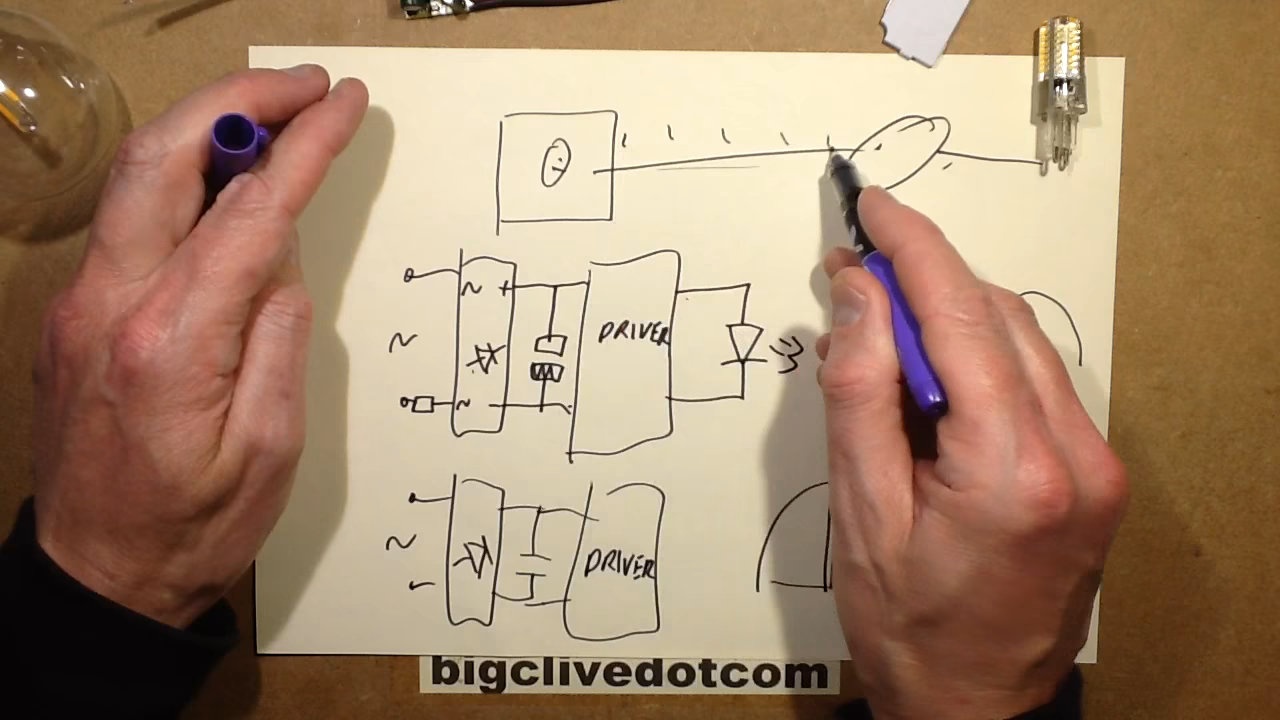 ~ +
~
~ -
DRIVER
~
DRIVER
bigclivedotcom